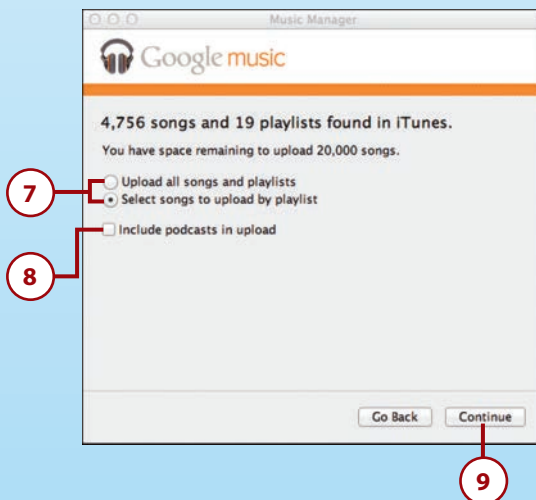 Music Manager
Google music
4,756 songs and 19 playlists found in iTunes.
You have space remaining to upload 20,000 songs.
7
Upload all songs and playlists
Select songs to upload by playlist
8
Include podcasts in upload
Go Back
Continue
9